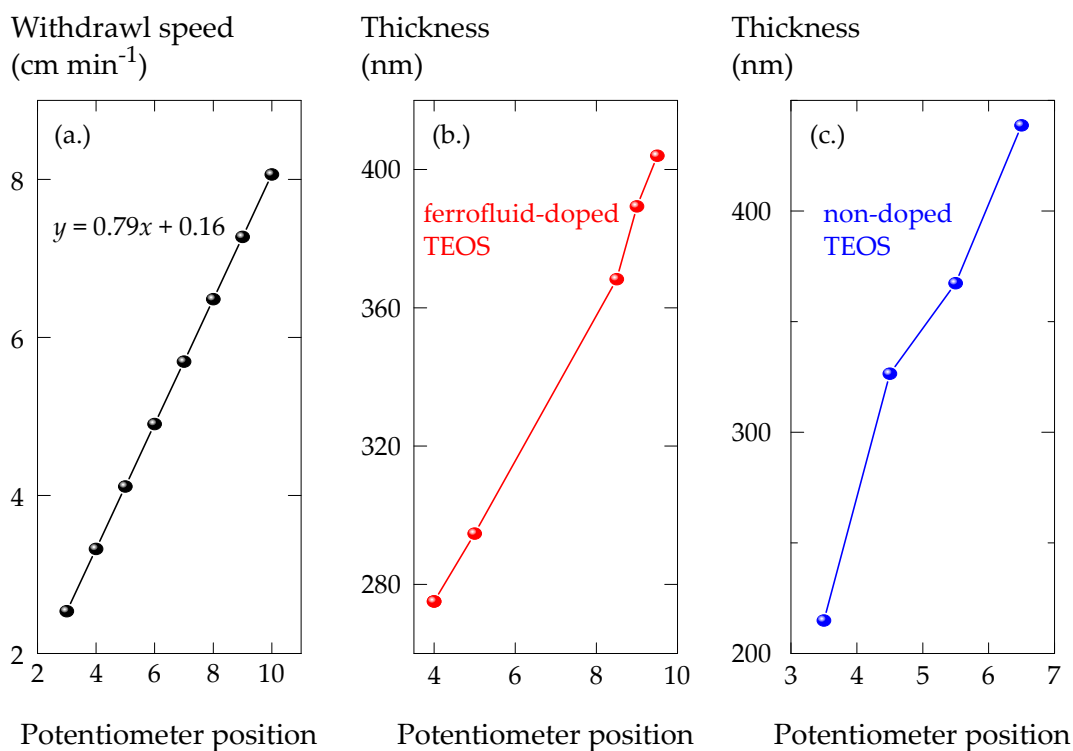 Withdrawl speed
(cm min⁻¹)
(a.)
y = 0.79x + 0.16
8
6
4
2
2 4 6 8 10
Potentiometer position
Thickness
(nm)
(b.)
ferrofluid-doped
TEOS
400
360
320
280
4 6 8 10
Potentiometer position
Thickness
(nm)
(c.)
non-doped
TEOS
400
300
200
3 4 5 6 7
Potentiometer position